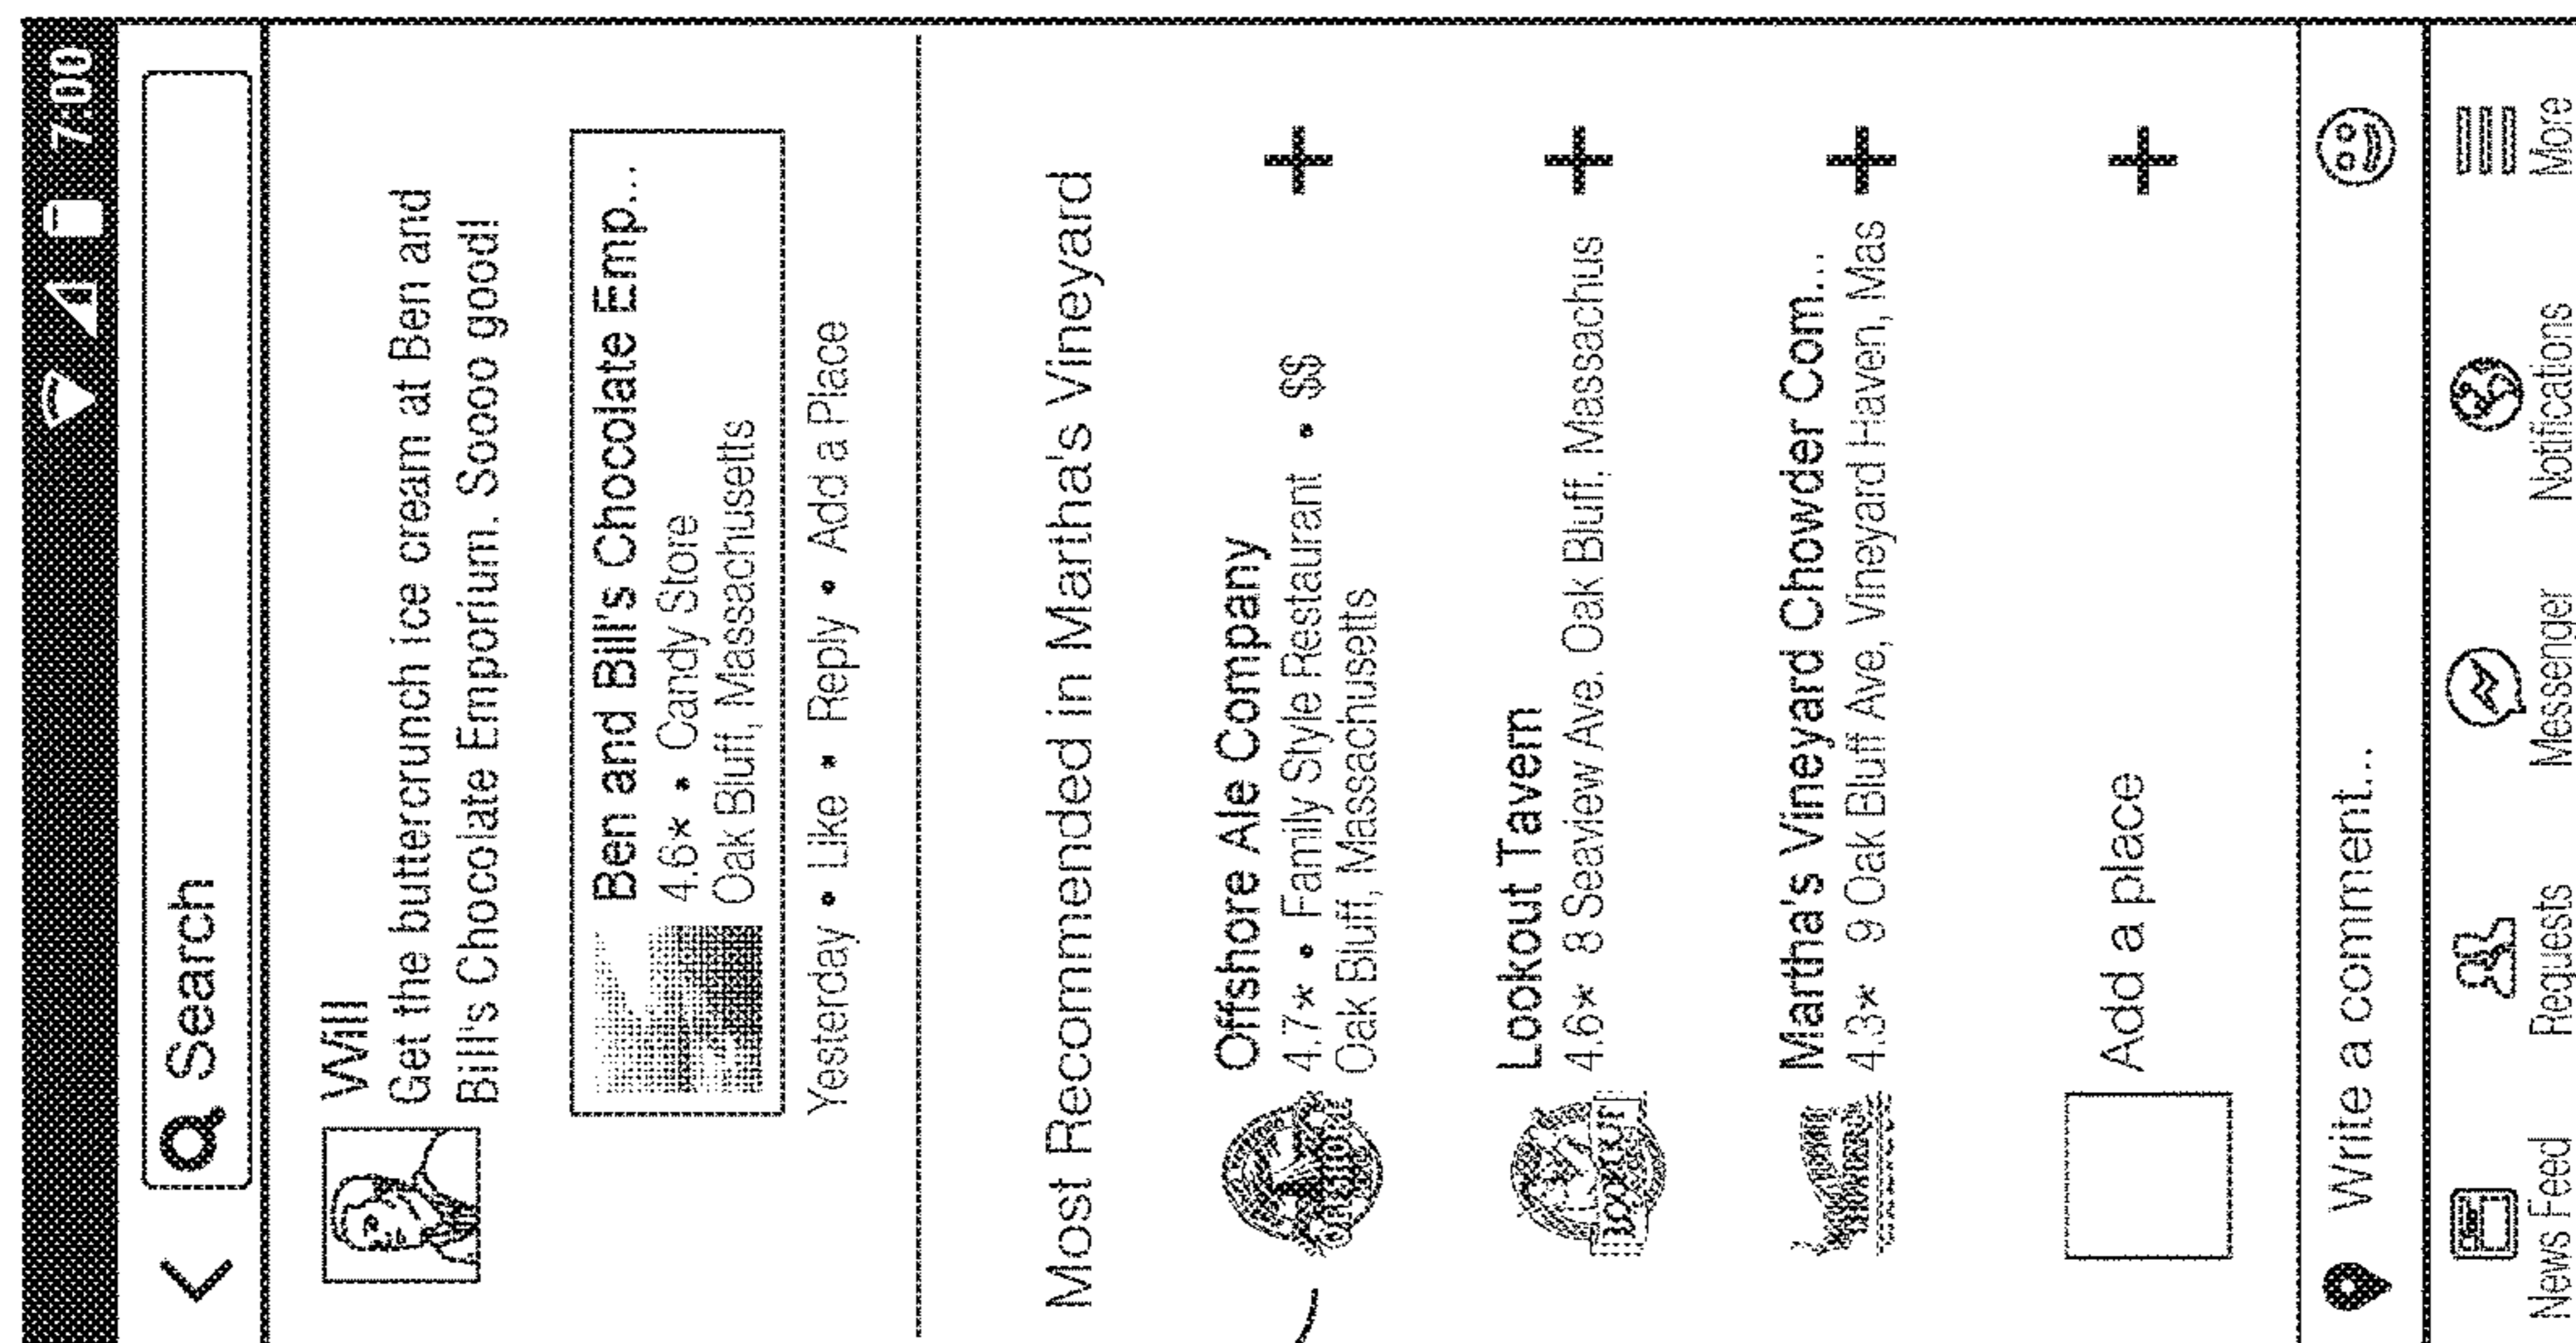 7:00
Search
Will
Get the buttercrunch ice cream at Ben and
Bill's Chocolate Emporium. Soooo good!
Ben and Bill's Chocolate Emp...
4.6★ • Candy Store
Oak Bluff, Massachusetts
Yesterday • Like • Reply • Add a Place
Most Recommended in Martha's Vineyard
Offshore Ale Company
4.7★ • Family Style Restaurant • $$
Oak Bluff, Massachusetts
Offshore
Lookout Tavern
4.6★ 8 Seaview Ave. Oak Bluff, Massachus
LOOKOUT
Martha's Vineyard Chowder Com...
4.3★ 9 Oak Bluff Ave, Vineyard Haven, Mas
Add a place
Write a comment...
News Feed Requests Messenger Notifications More